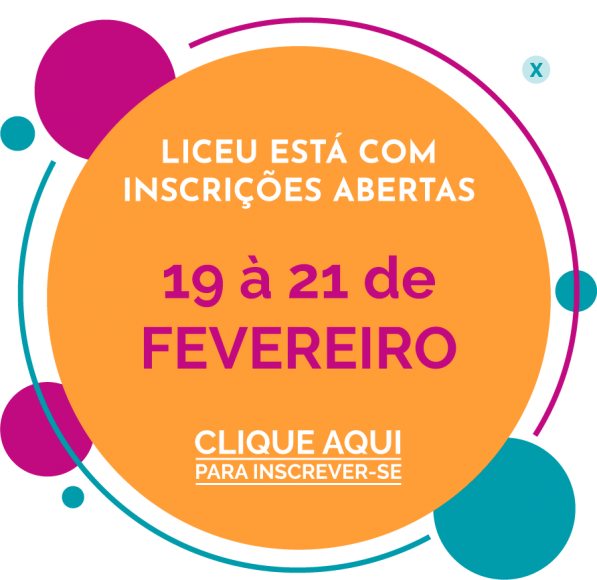 X
LICEU ESTÁ COM
INSCRIÇÕES ABERTAS
19 à 21 de
FEVEREIRO
CLIQUE AQUI
PARA INSCREVER-SE